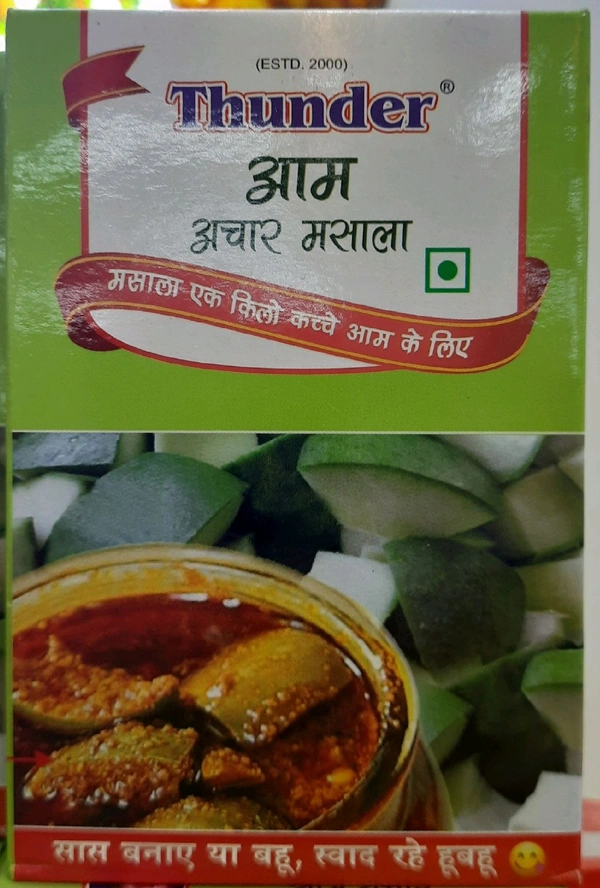 (ESTD. 2000)
Thunder®
आम
अचार मसाला
मसाला एक किलो कच्चे आम के लिए
सास बनाए या बहू, स्वाद रहे हूबहू